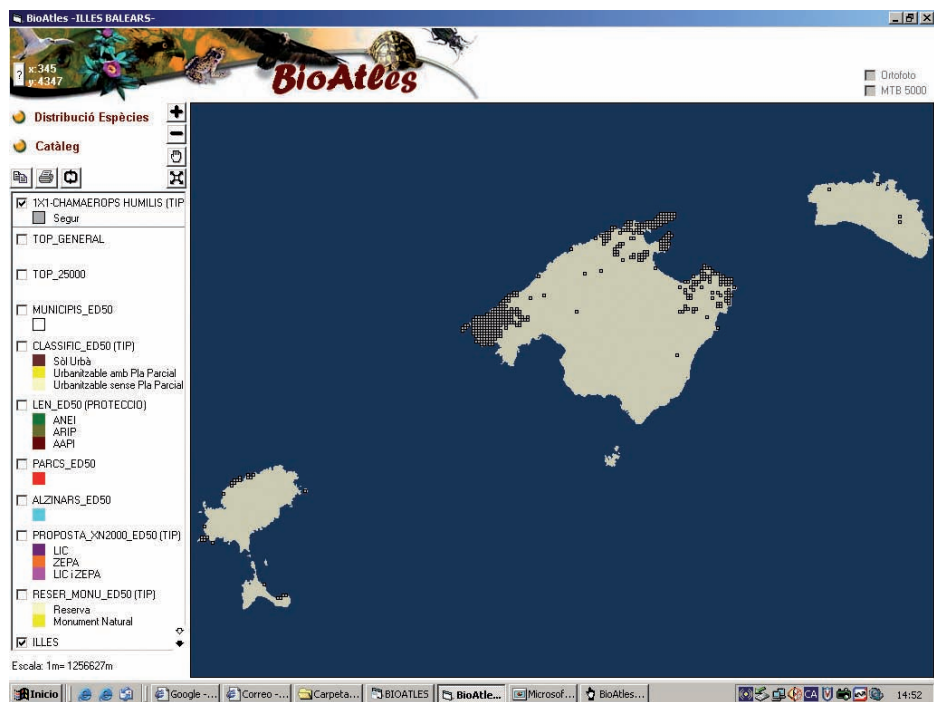 BioAtles -ILLES BALEARS-
x:345
y:4347
?
BioAtles
Ortofoto
MTB 5000
Distribució Espècies
Catàleg
1X1-CHAMAEROPS HUMILIS (TIP
Segur
TOP_GENERAL
TOP_25000
MUNICIPIS_ED50
CLASSIFIC_ED50 (TIP)
Sòl Urbà
Urbanitzable amb Pla Parcial
Urbanitzable sense Pla Parcial
LEN_ED50 (PROTECCIO)
ANEI
ARIP
AAPI
PARCS_ED50
ALZINARS_ED50
PROPOSTA_XN2000_ED50 (TIP)
LIC
ZEPA
LIC i ZEPA
RESER_MONU_ED50 (TIP)
Reserva
Monument Natural
ILLES
Escala: 1m= 1256627m
Inicio Google -... Correo -... Carpeta... BIOATLES BioAtle... Microsof... BioAtles... CA 14:52